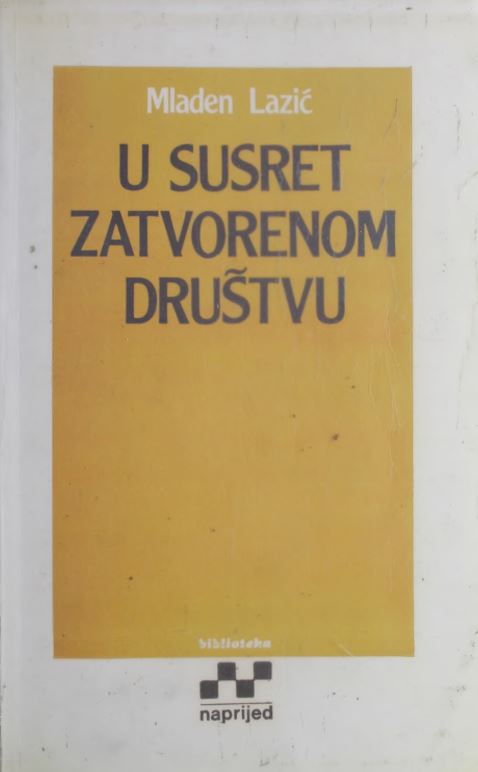 Mladen Lazić
U SUSRET
ZATVORENOM
DRUŠTVU
biblioteka
naprijed